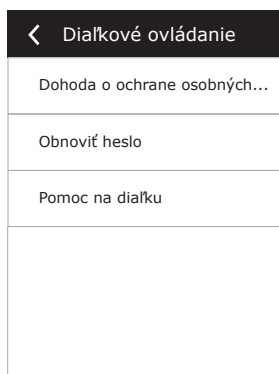 Diaľkové ovládanie
Dohoda o ochrane osobných...
Obnoviť heslo
Pomoc na diaľku